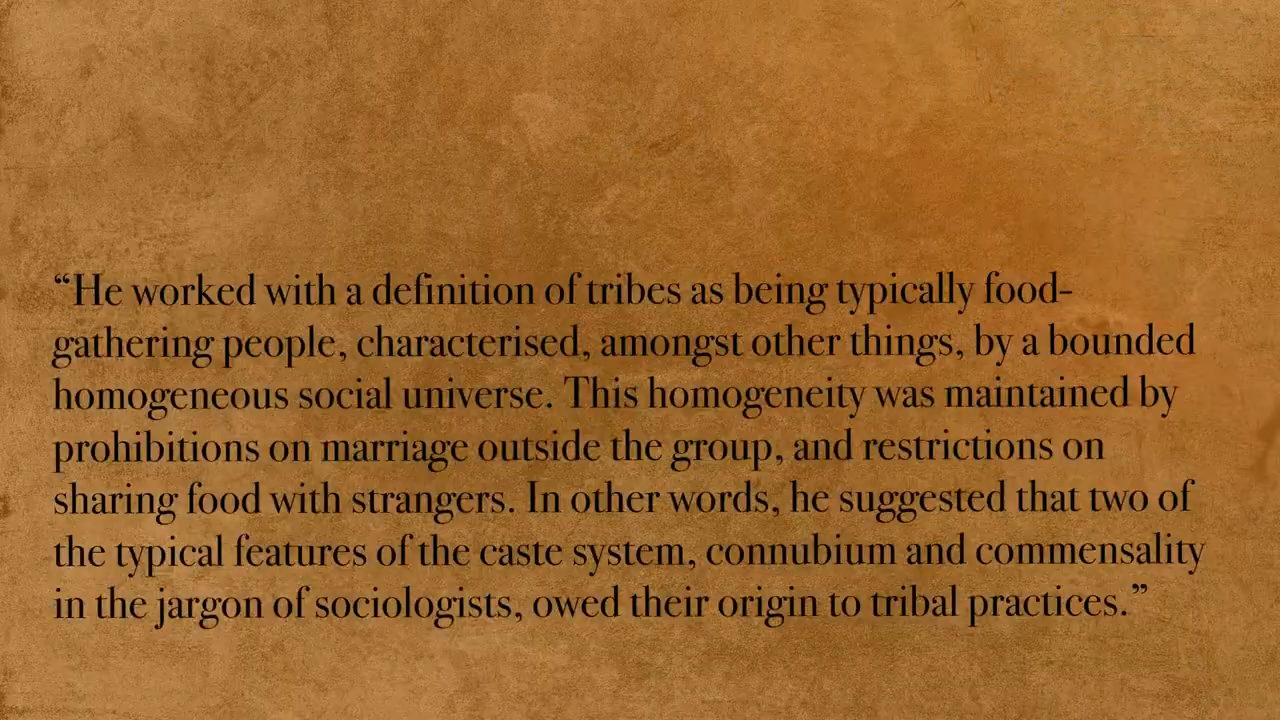 “He worked with a definition of tribes as being typically food-
gathering people, characterised, amongst other things, by a bounded
homogeneous social universe. This homogeneity was maintained by
prohibitions on marriage outside the group, and restrictions on
sharing food with strangers. In other words, he suggested that two of
the typical features of the caste system, connubium and commensality
in the jargon of sociologists, owed their origin to tribal practices.”